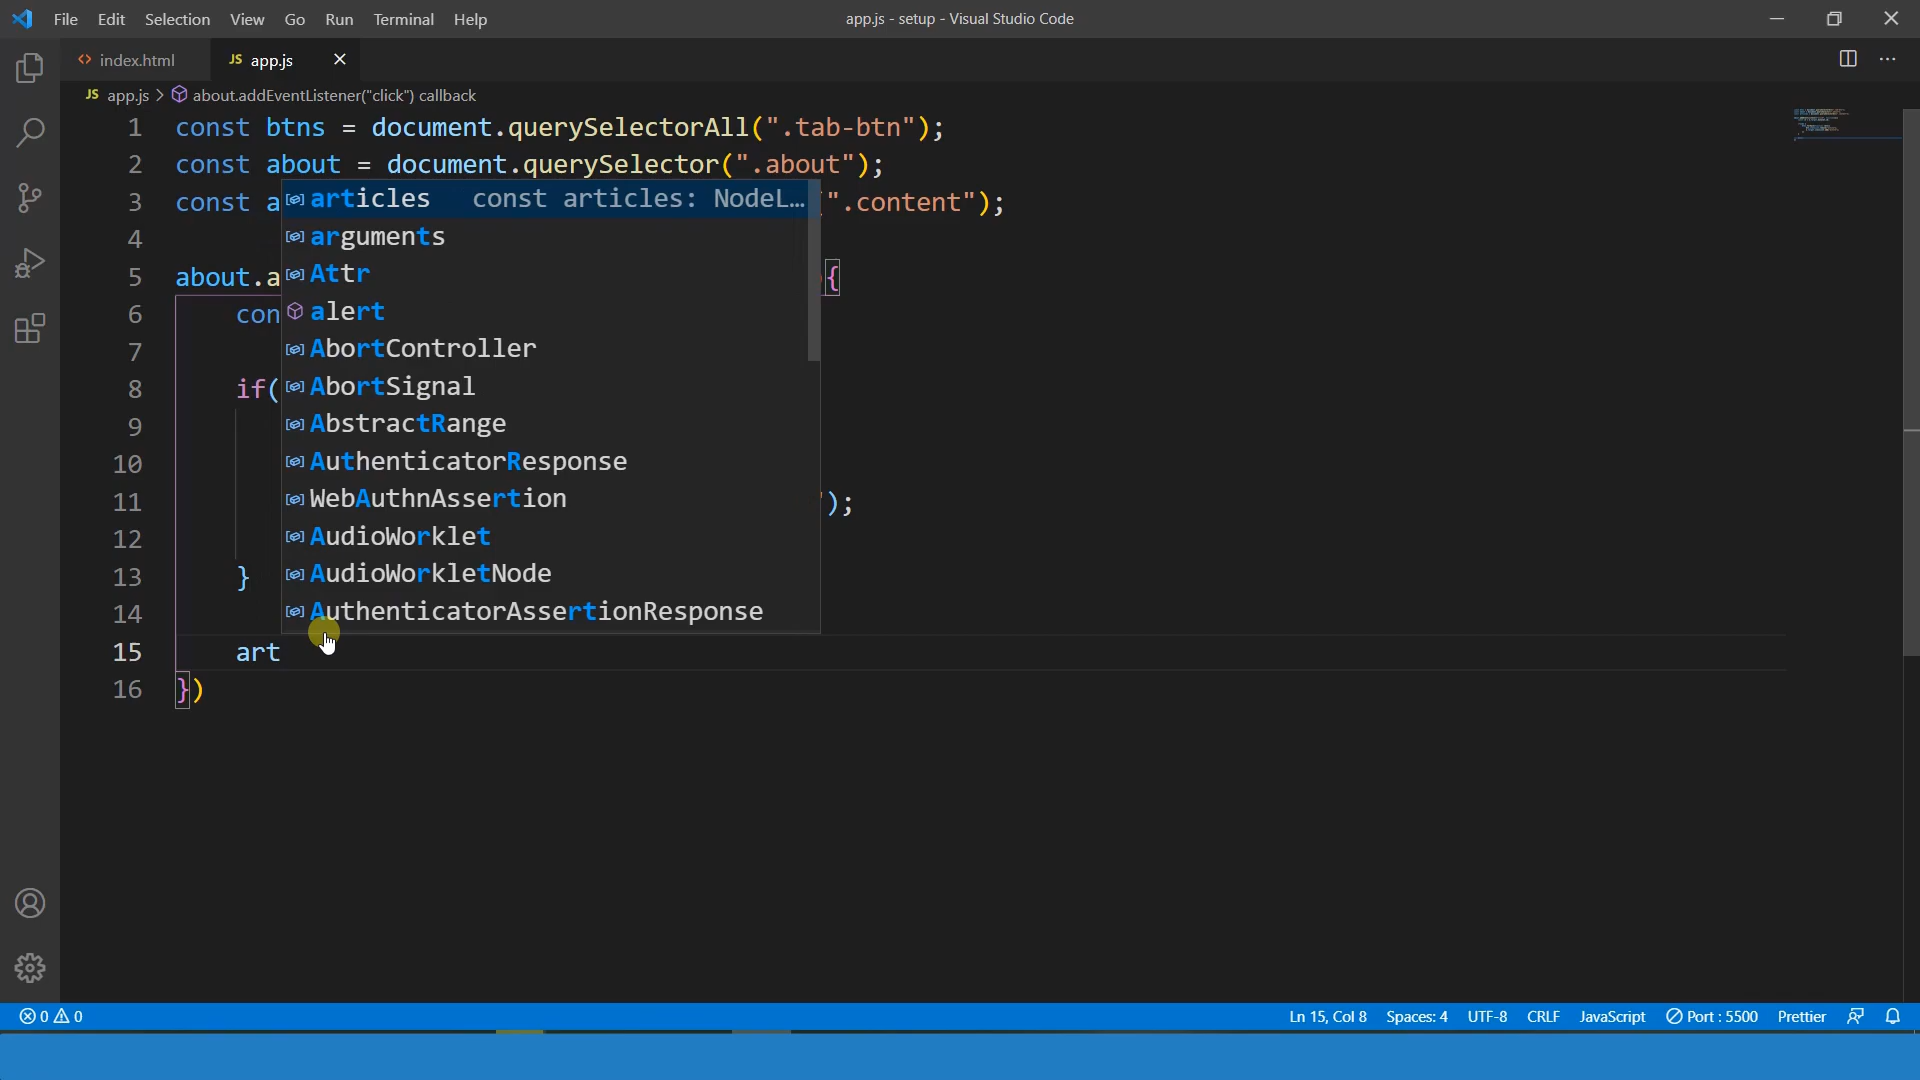 File Edit Selection View Go Run Terminal Help
app.js - setup - Visual Studio Code
<> index.html
JS app.js
JS app.js > about.addEventListener("click") callback
1 const btns = document.querySelectorAll(".tab-btn");
2 const about = document.querySelector(".about");
3 const a ".content");
4
5 about.a {
6 con
7
8 if(
9
10
11 ");
12
13 }
14
15 art
16 })
articles const articles: NodeL…
arguments
Attr
alert
AbortController
AbortSignal
AbstractRange
AuthenticatorResponse
WebAuthnAssertion
AudioWorklet
AudioWorkletNode
AuthenticatorAssertionResponse
0 0 Ln 15, Col 8 Spaces: 4 UTF-8 CRLF JavaScript Port : 5500 Prettier